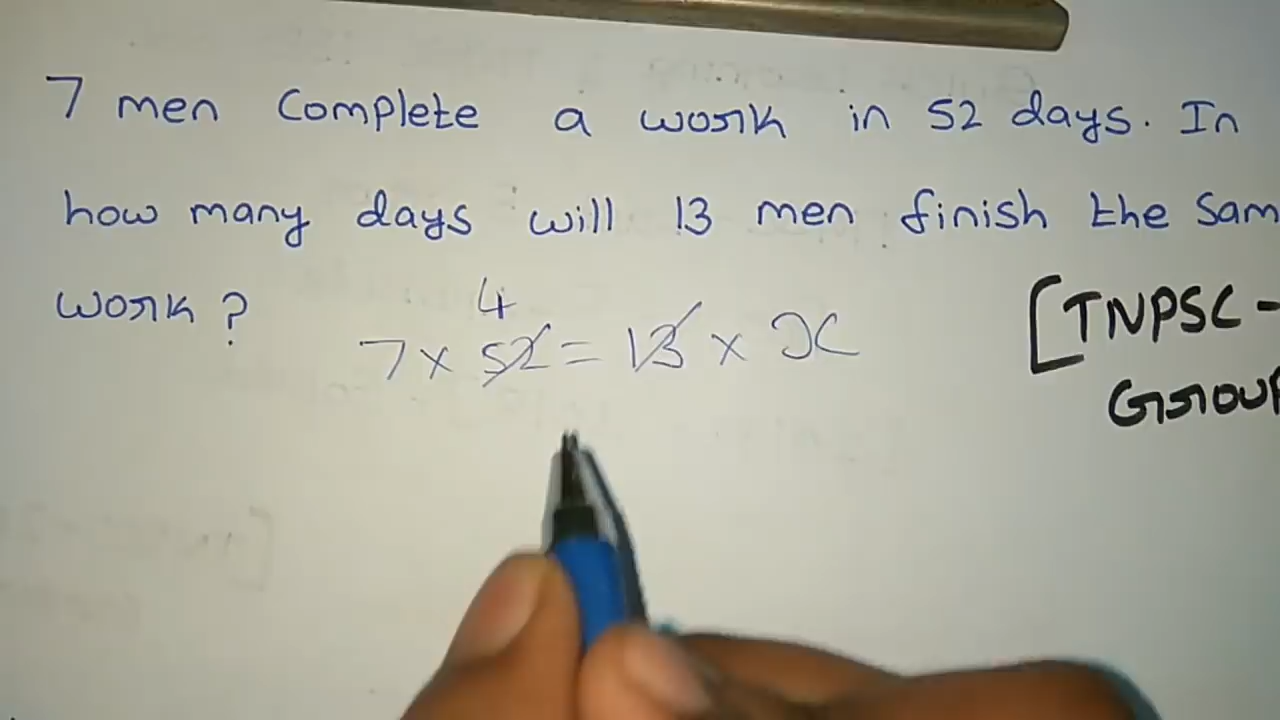 7 men complete a work in 52 days. In
how many days will 13 men finish the Sam
work ?
4
7 x 52 = 13 x x
[TNPSC -
GROUP